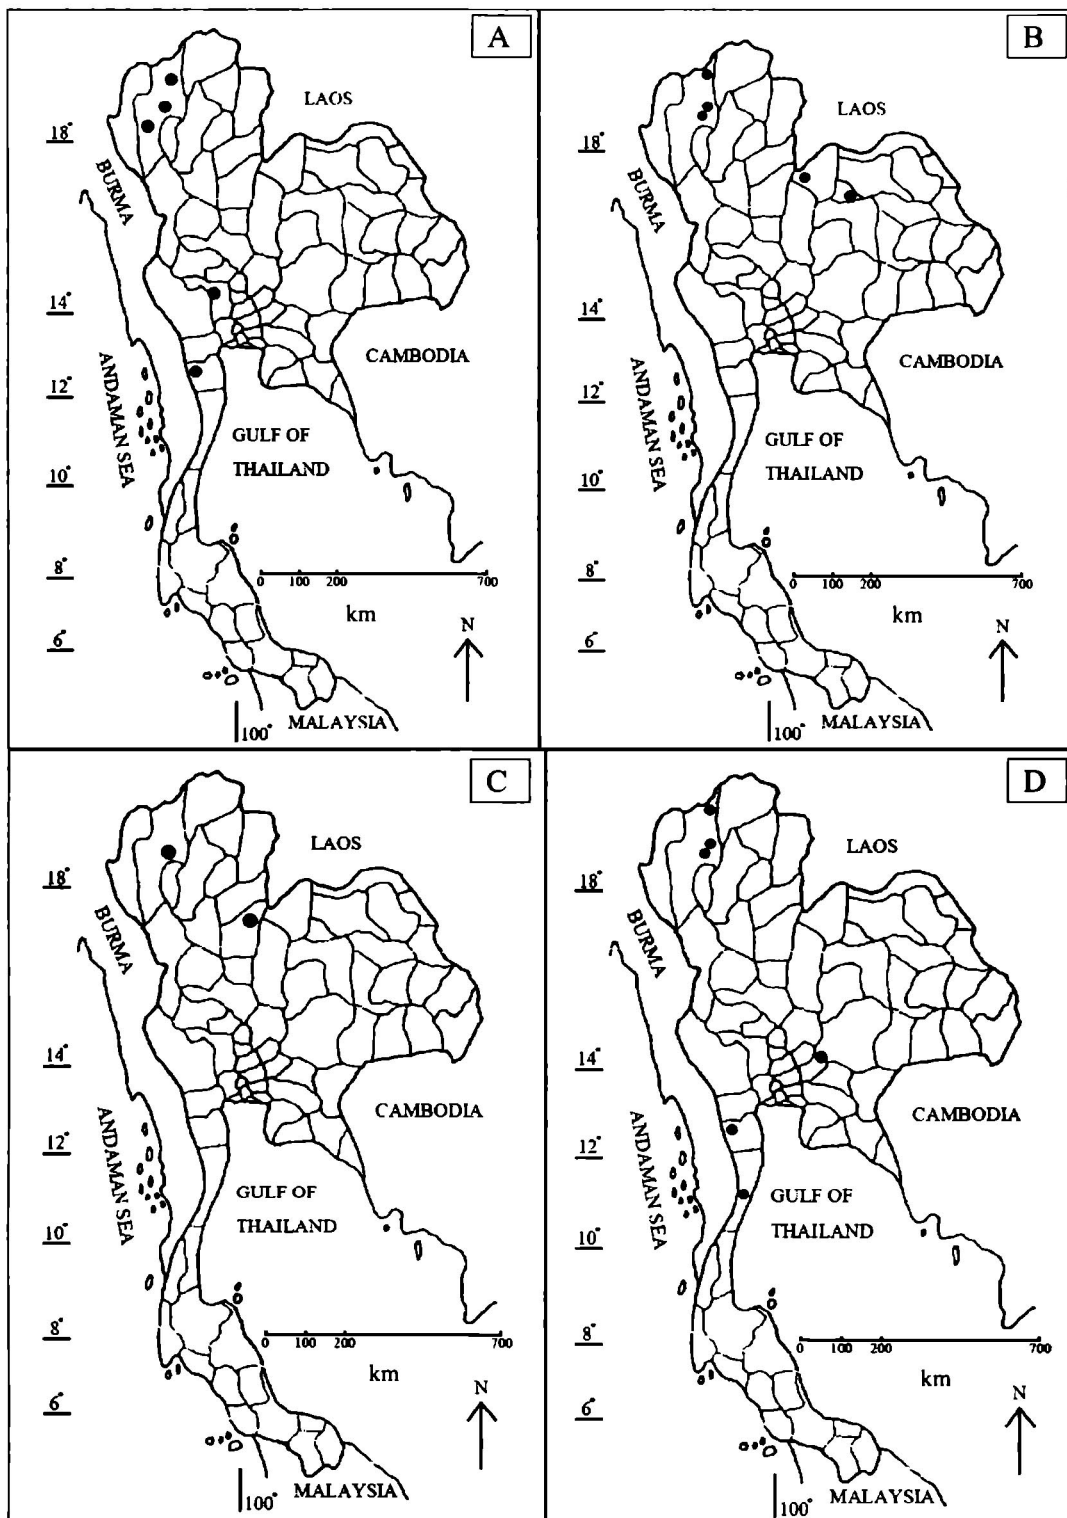 A
LAOS
18°
BURMA
14°
CAMBODIA
12°
ANDAMAN SEA
GULF OF
THAILAND
10°
8°
0 100 200 700
km
6°
N
MALAYSIA
100°
B
LAOS
18°
BURMA
14°
CAMBODIA
12°
ANDAMAN SEA
GULF OF
THAILAND
10°
8°
0 100 200 700
km
6°
N
MALAYSIA
100°
C
LAOS
18°
BURMA
14°
CAMBODIA
12°
ANDAMAN SEA
GULF OF
THAILAND
10°
8°
0 100 200 700
km
6°
N
MALAYSIA
100°
D
LAOS
18°
BURMA
14°
CAMBODIA
12°
ANDAMAN SEA
GULF OF
THAILAND
10°
8°
0 100 200 700
km
6°
N
MALAYSIA
100°